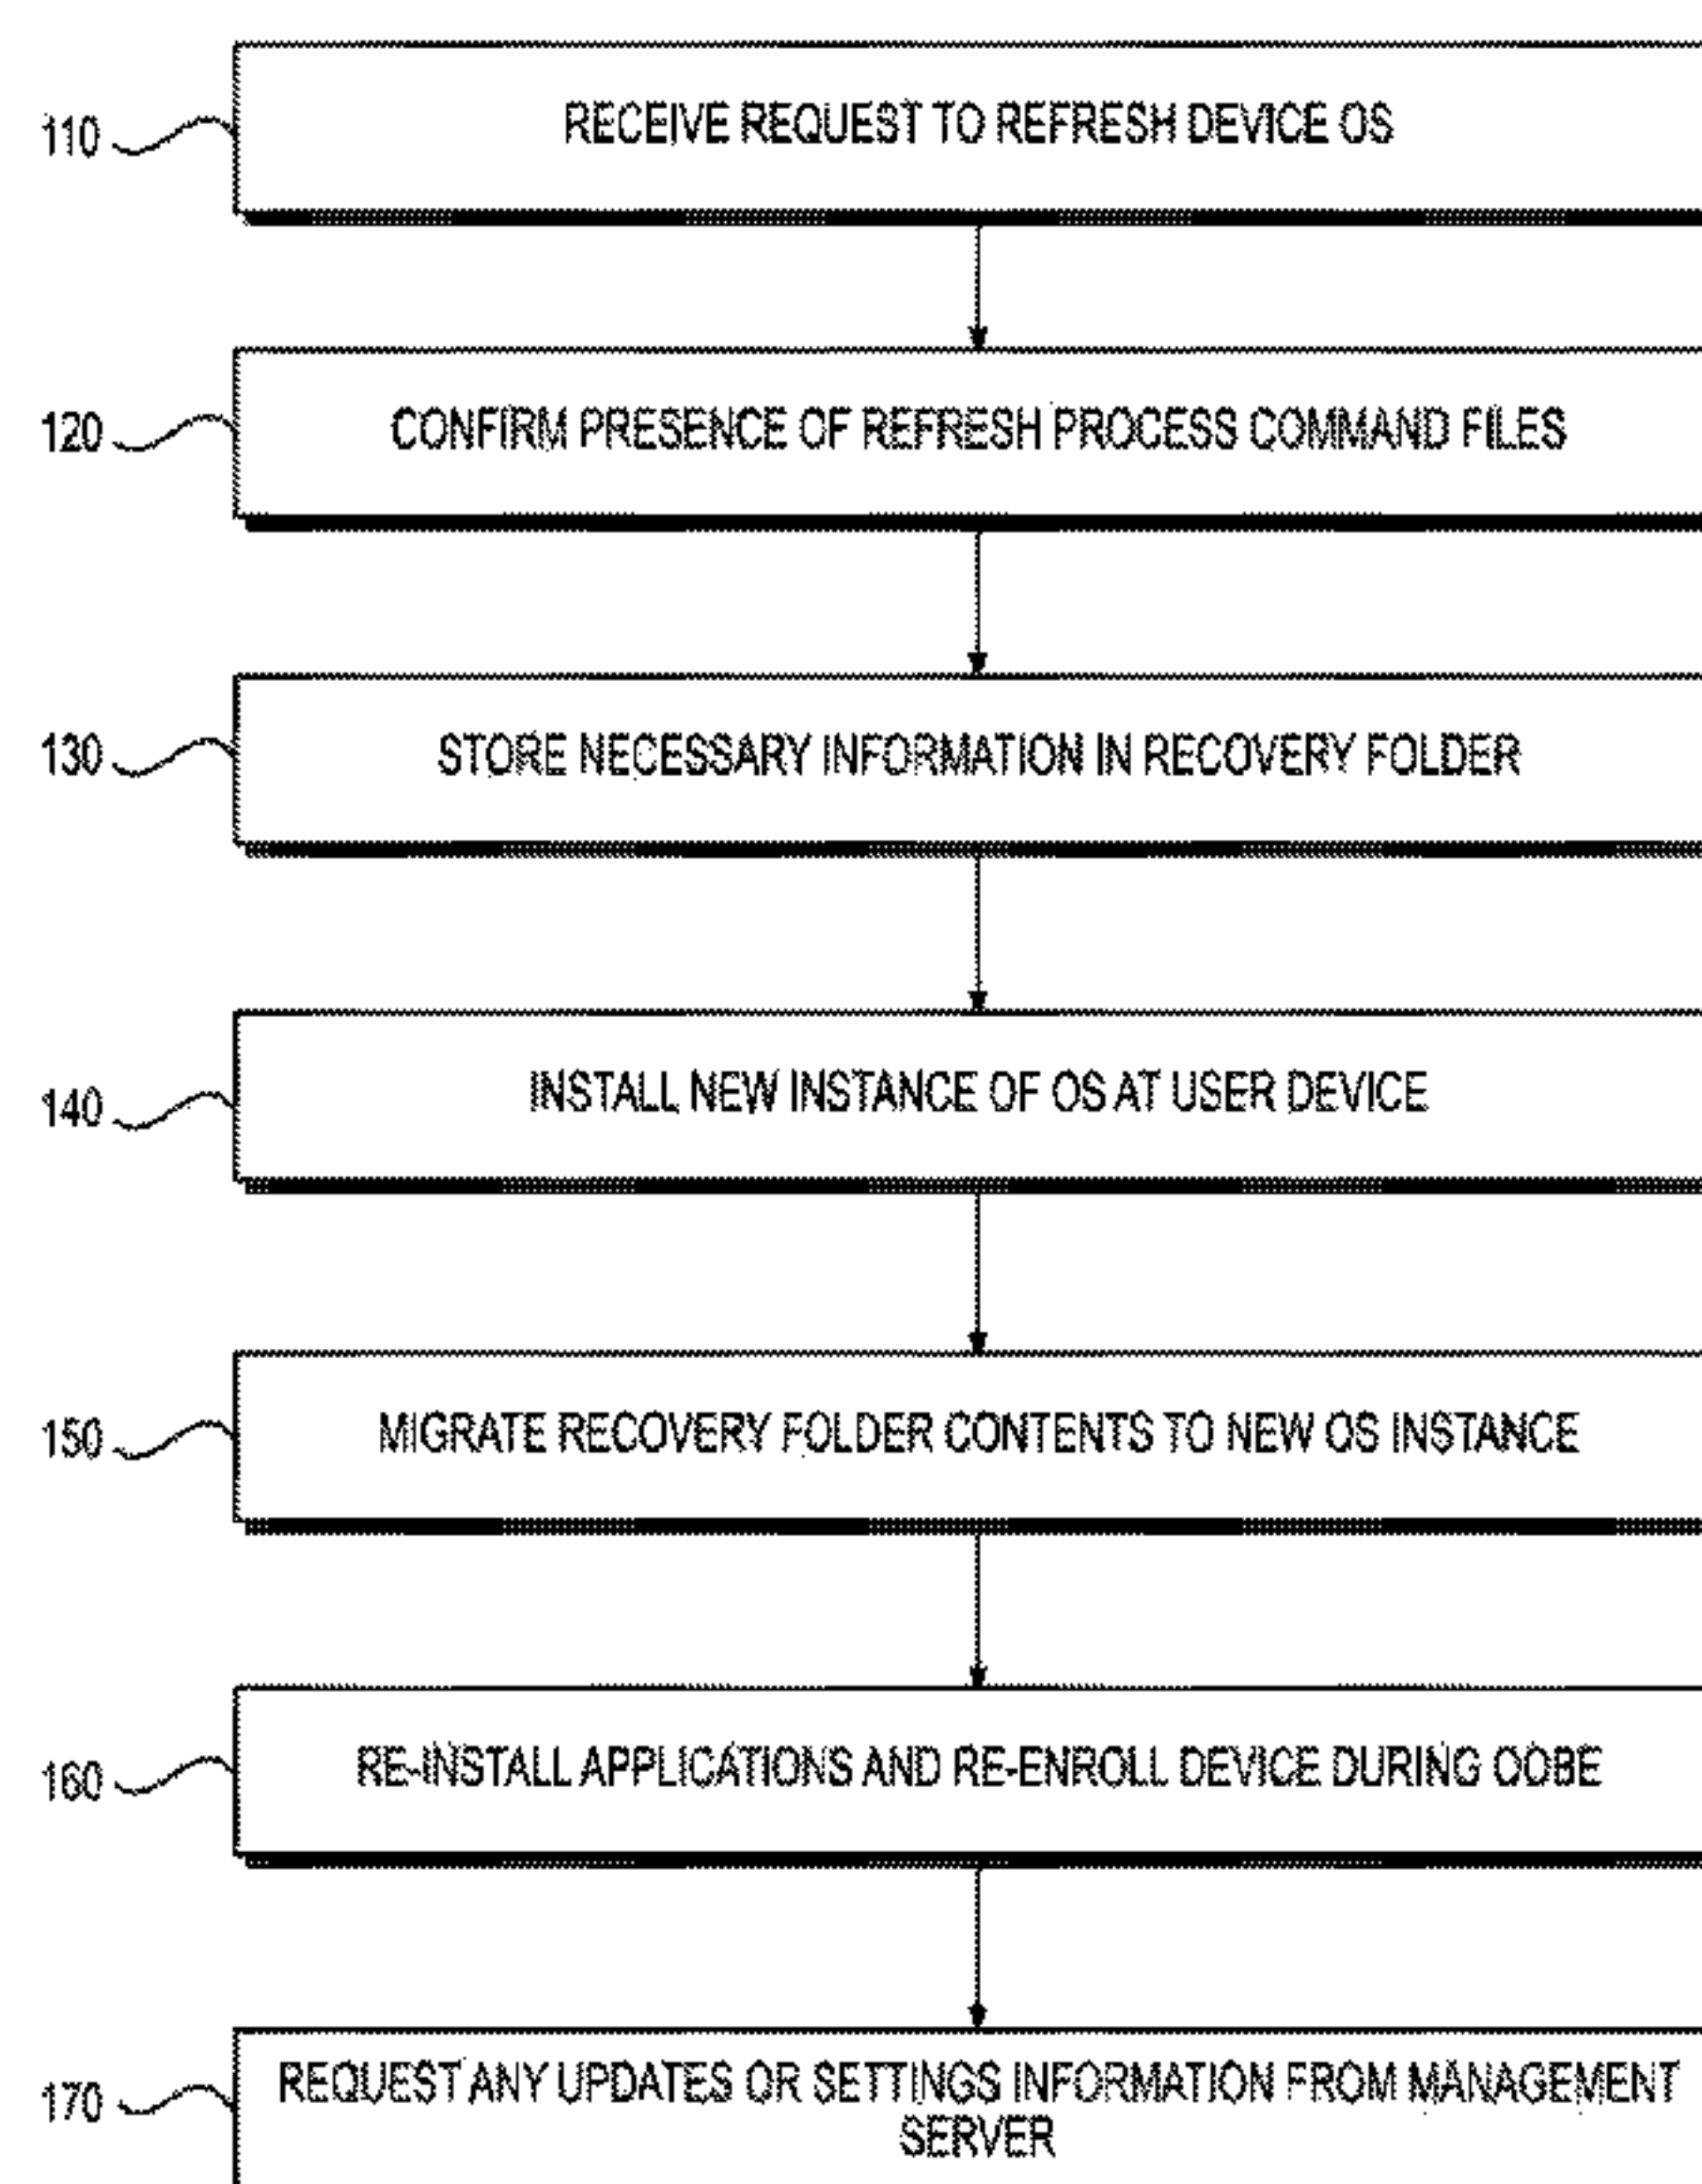 110
RECEIVE REQUEST TO REFRESH DEVICE OS
120
CONFIRM PRESENCE OF REFRESH PROCESS COMMAND FILES
130
STORE NECESSARY INFORMATION IN RECOVERY FOLDER
140
INSTALL NEW INSTANCE OF OS AT USER DEVICE
150
MIGRATE RECOVERY FOLDER CONTENTS TO NEW OS INSTANCE
160
RE-INSTALL APPLICATIONS AND RE-ENROLL DEVICE DURING OOBE
170
REQUEST ANY UPDATES OR SETTINGS INFORMATION FROM MANAGEMENT
SERVER